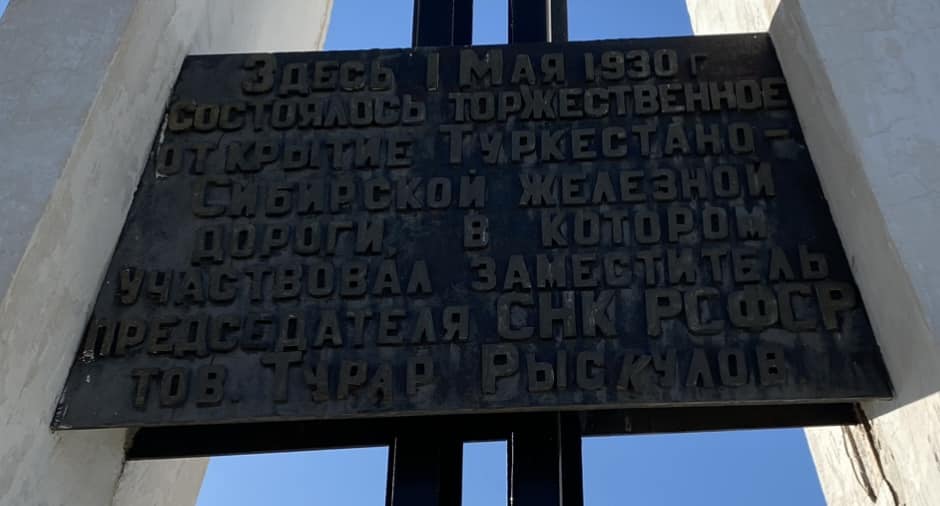 Здесь 1 Мая 1930 г
состоялось торжественное
открытие Туркестано-
Сибирской железной
дороги в котором
участвовал заместитель
председателя СНК РСФСР
тов. Турар Рыскулов.